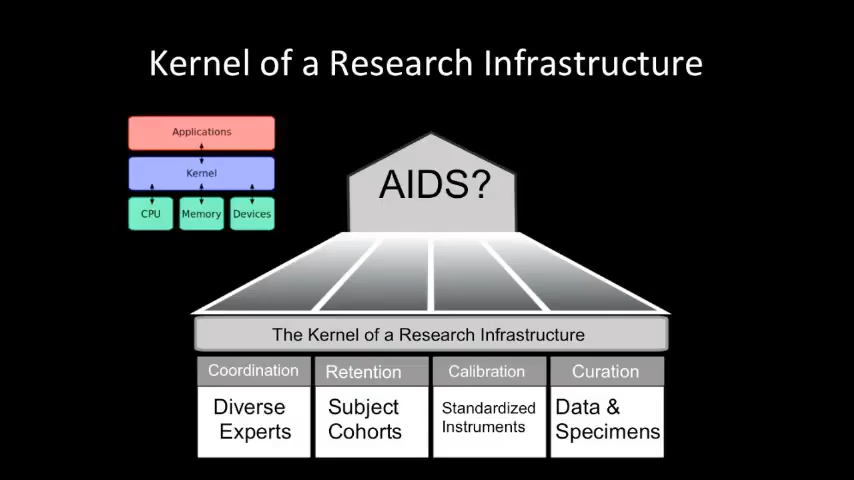 Kernel of a Research Infrastructure
Applications
Kernel
CPU
Memory
Devices
AIDS?
The Kernel of a Research Infrastructure
Coordination
Retention
Calibration
Curation
Diverse
Experts
Subject
Cohorts
Standardized
Instruments
Data &
Specimens